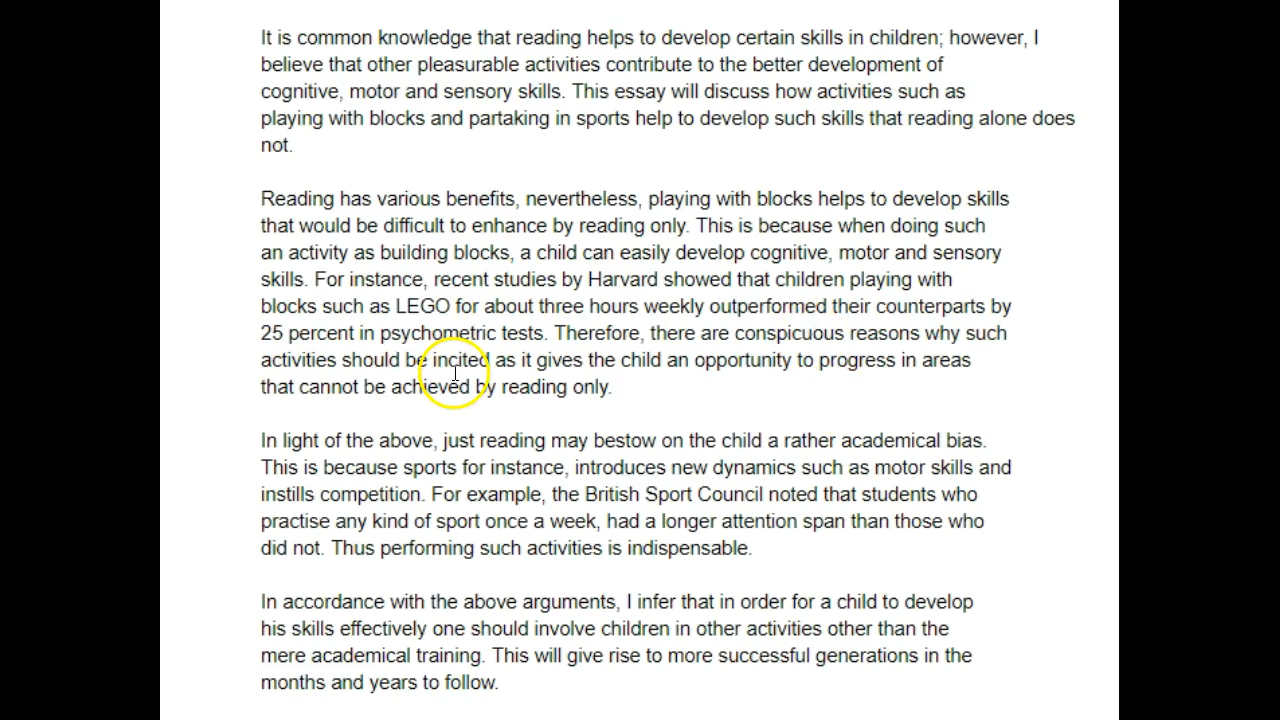 It is common knowledge that reading helps to develop certain skills in children; however, I
believe that other pleasurable activities contribute to the better development of
cognitive, motor and sensory skills. This essay will discuss how activities such as
playing with blocks and partaking in sports help to develop such skills that reading alone does
not.
Reading has various benefits, nevertheless, playing with blocks helps to develop skills
that would be difficult to enhance by reading only. This is because when doing such
an activity as building blocks, a child can easily develop cognitive, motor and sensory
skills. For instance, recent studies by Harvard showed that children playing with
blocks such as LEGO for about three hours weekly outperformed their counterparts by
25 percent in psychometric tests. Therefore, there are conspicuous reasons why such
activities should be incited as it gives the child an opportunity to progress in areas
that cannot be achieved by reading only.
In light of the above, just reading may bestow on the child a rather academical bias.
This is because sports for instance, introduces new dynamics such as motor skills and
instills competition. For example, the British Sport Council noted that students who
practise any kind of sport once a week, had a longer attention span than those who
did not. Thus performing such activities is indispensable.
In accordance with the above arguments, I infer that in order for a child to develop
his skills effectively one should involve children in other activities other than the
mere academical training. This will give rise to more successful generations in the
months and years to follow.